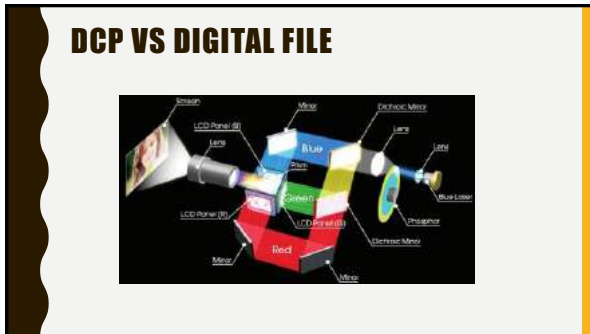 DCP VS DIGITAL FILE
Screen
Mirror
Dichroic Mirror
LCD Panel (B)
Lens
Lens
Blue
Prism
Lens
Green
Blue Laser
LCD Panel (R)
LCD Panel (G)
Phosphor
Red
Dichroic Mirror
Mirror
Mirror